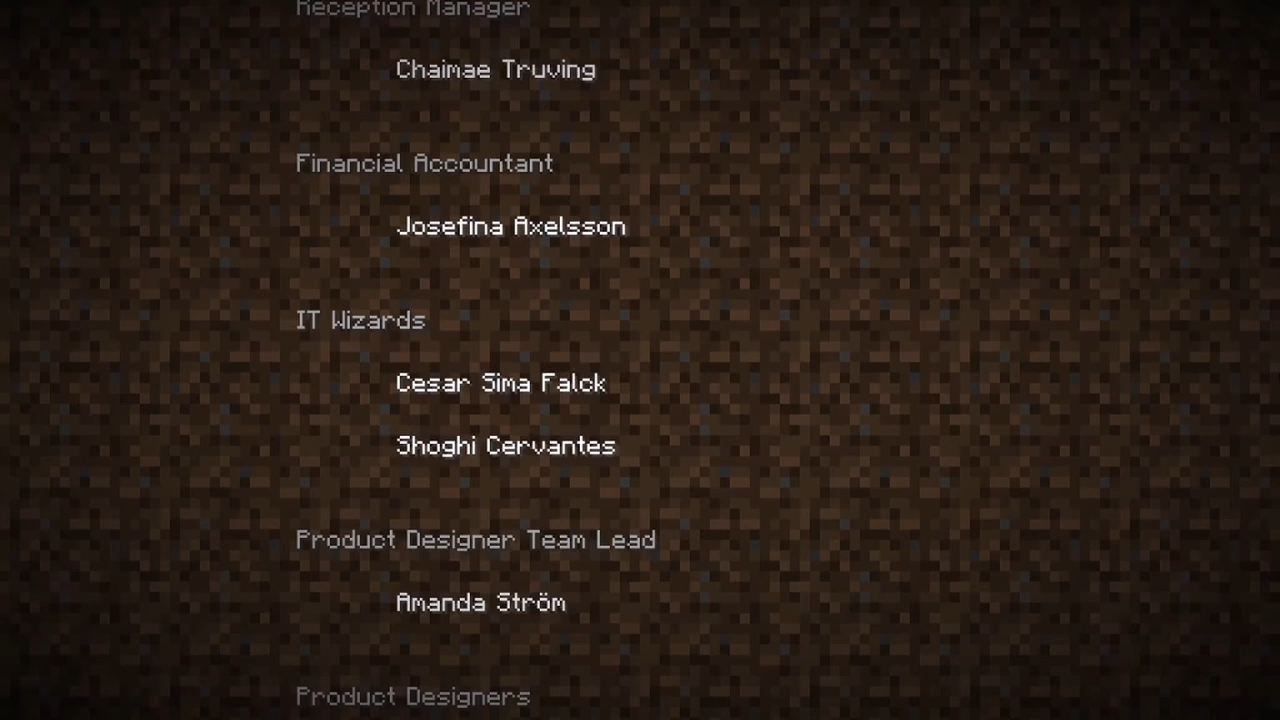 Reception Manager
Chaimae Truving
Financial Accountant
Josefina Axelsson
IT Wizards
Cesar Sima Falck
Shoghi Cervantes
Product Designer Team Lead
Amanda Ström
Product Designers